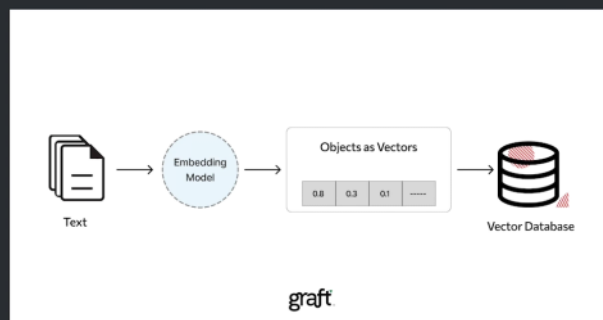 Text
Embedding
Model
Objects as Vectors
0.8 0.3 0.1 ------
Vector Database
graft